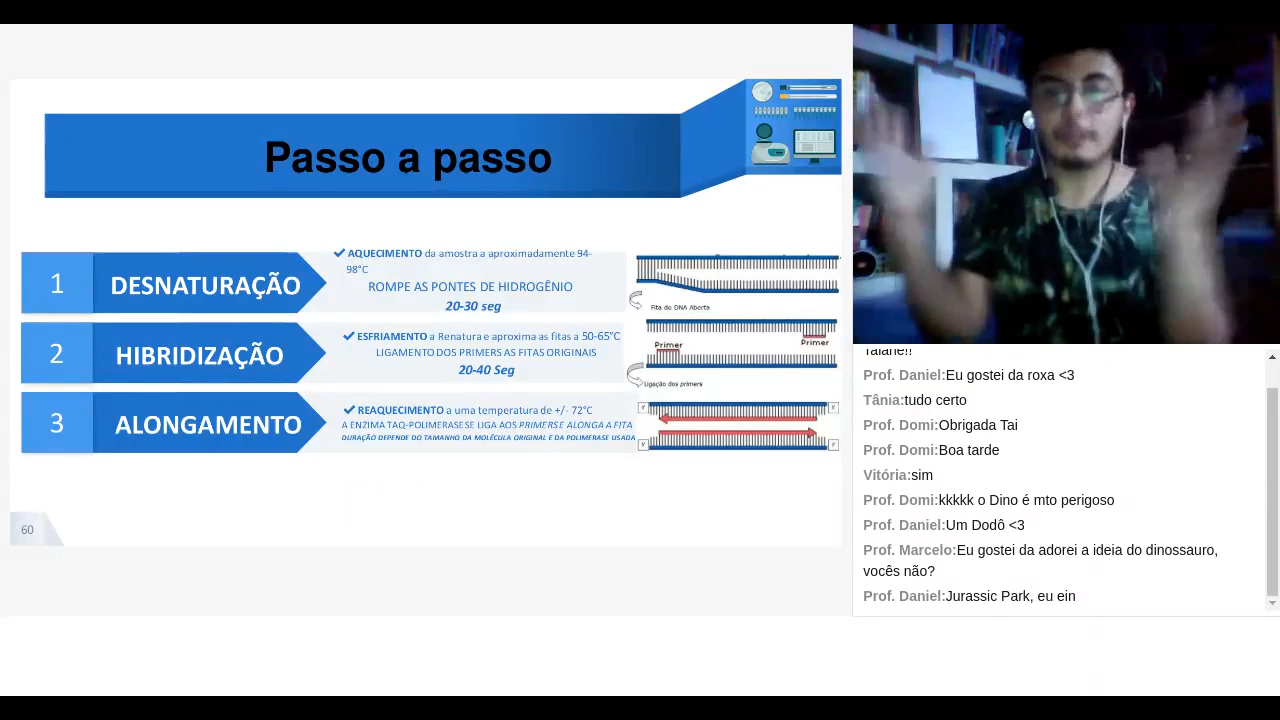 Passo a passo
1
DESNATURAÇÃO
AQUECIMENTO da amostra a aproximadamente 94-
98°C
ROMPE AS PONTES DE HIDROGÊNIO
20-30 seg
Fita de DNA Aberta
2
HIBRIDIZAÇÃO
ESFRIAMENTO a Renatura e aproxima as fitas a 50-65°C
LIGAMENTO DOS PRIMERS AS FITAS ORIGINAIS
20-40 Seg
Primer
Primer
Ligação dos primers
3
ALONGAMENTO
REAQUECIMENTO a uma temperatura de +/- 72°C
A ENZIMA TAQ-POLIMERASE SE LIGA AOS PRIMERS E ALONGA A FITA
DURAÇÃO DEPENDE DO TAMANHO DA MOLÉCULA ORIGINAL E DA POLIMERASE USADA
60
Taiane!!
Prof. Daniel:Eu gostei da roxa <3
Tânia:tudo certo
Prof. Domi:Obrigada Tai
Prof. Domi:Boa tarde
Vitória:sim
Prof. Domi:kkkkk o Dino é mto perigoso
Prof. Daniel:Um Dodô <3
Prof. Marcelo:Eu gostei da adorei a ideia do dinossauro,
vocês não?
Prof. Daniel:Jurassic Park, eu ein